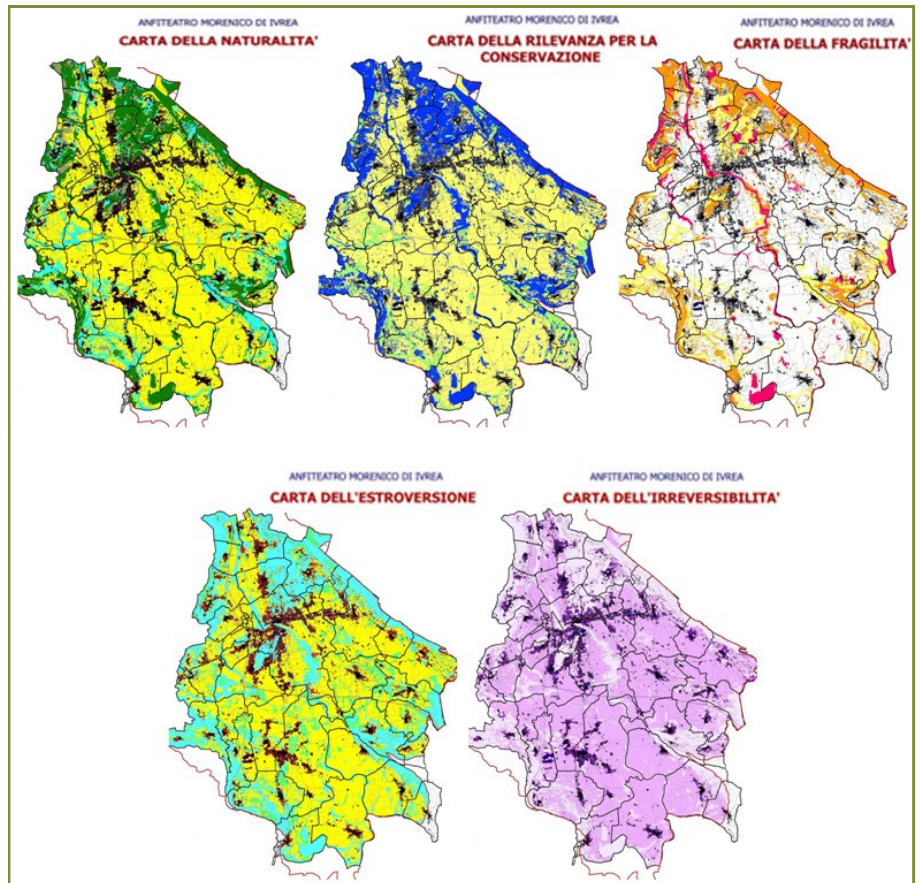 ANFITEATRO MORENICO DI IVREA
CARTA DELLA NATURALITA'
ANFITEATRO MORENICO DI IVREA
CARTA DELLA RILEVANZA PER LA
CONSERVAZIONE
ANFITEATRO MORENICO DI IVREA
CARTA DELLA FRAGILITA'
ANFITEATRO MORENICO DI IVREA
CARTA DELL'ESTROVERSIONE
ANFITEATRO MORENICO DI IVREA
CARTA DELL'IRREVERSIBILITA'